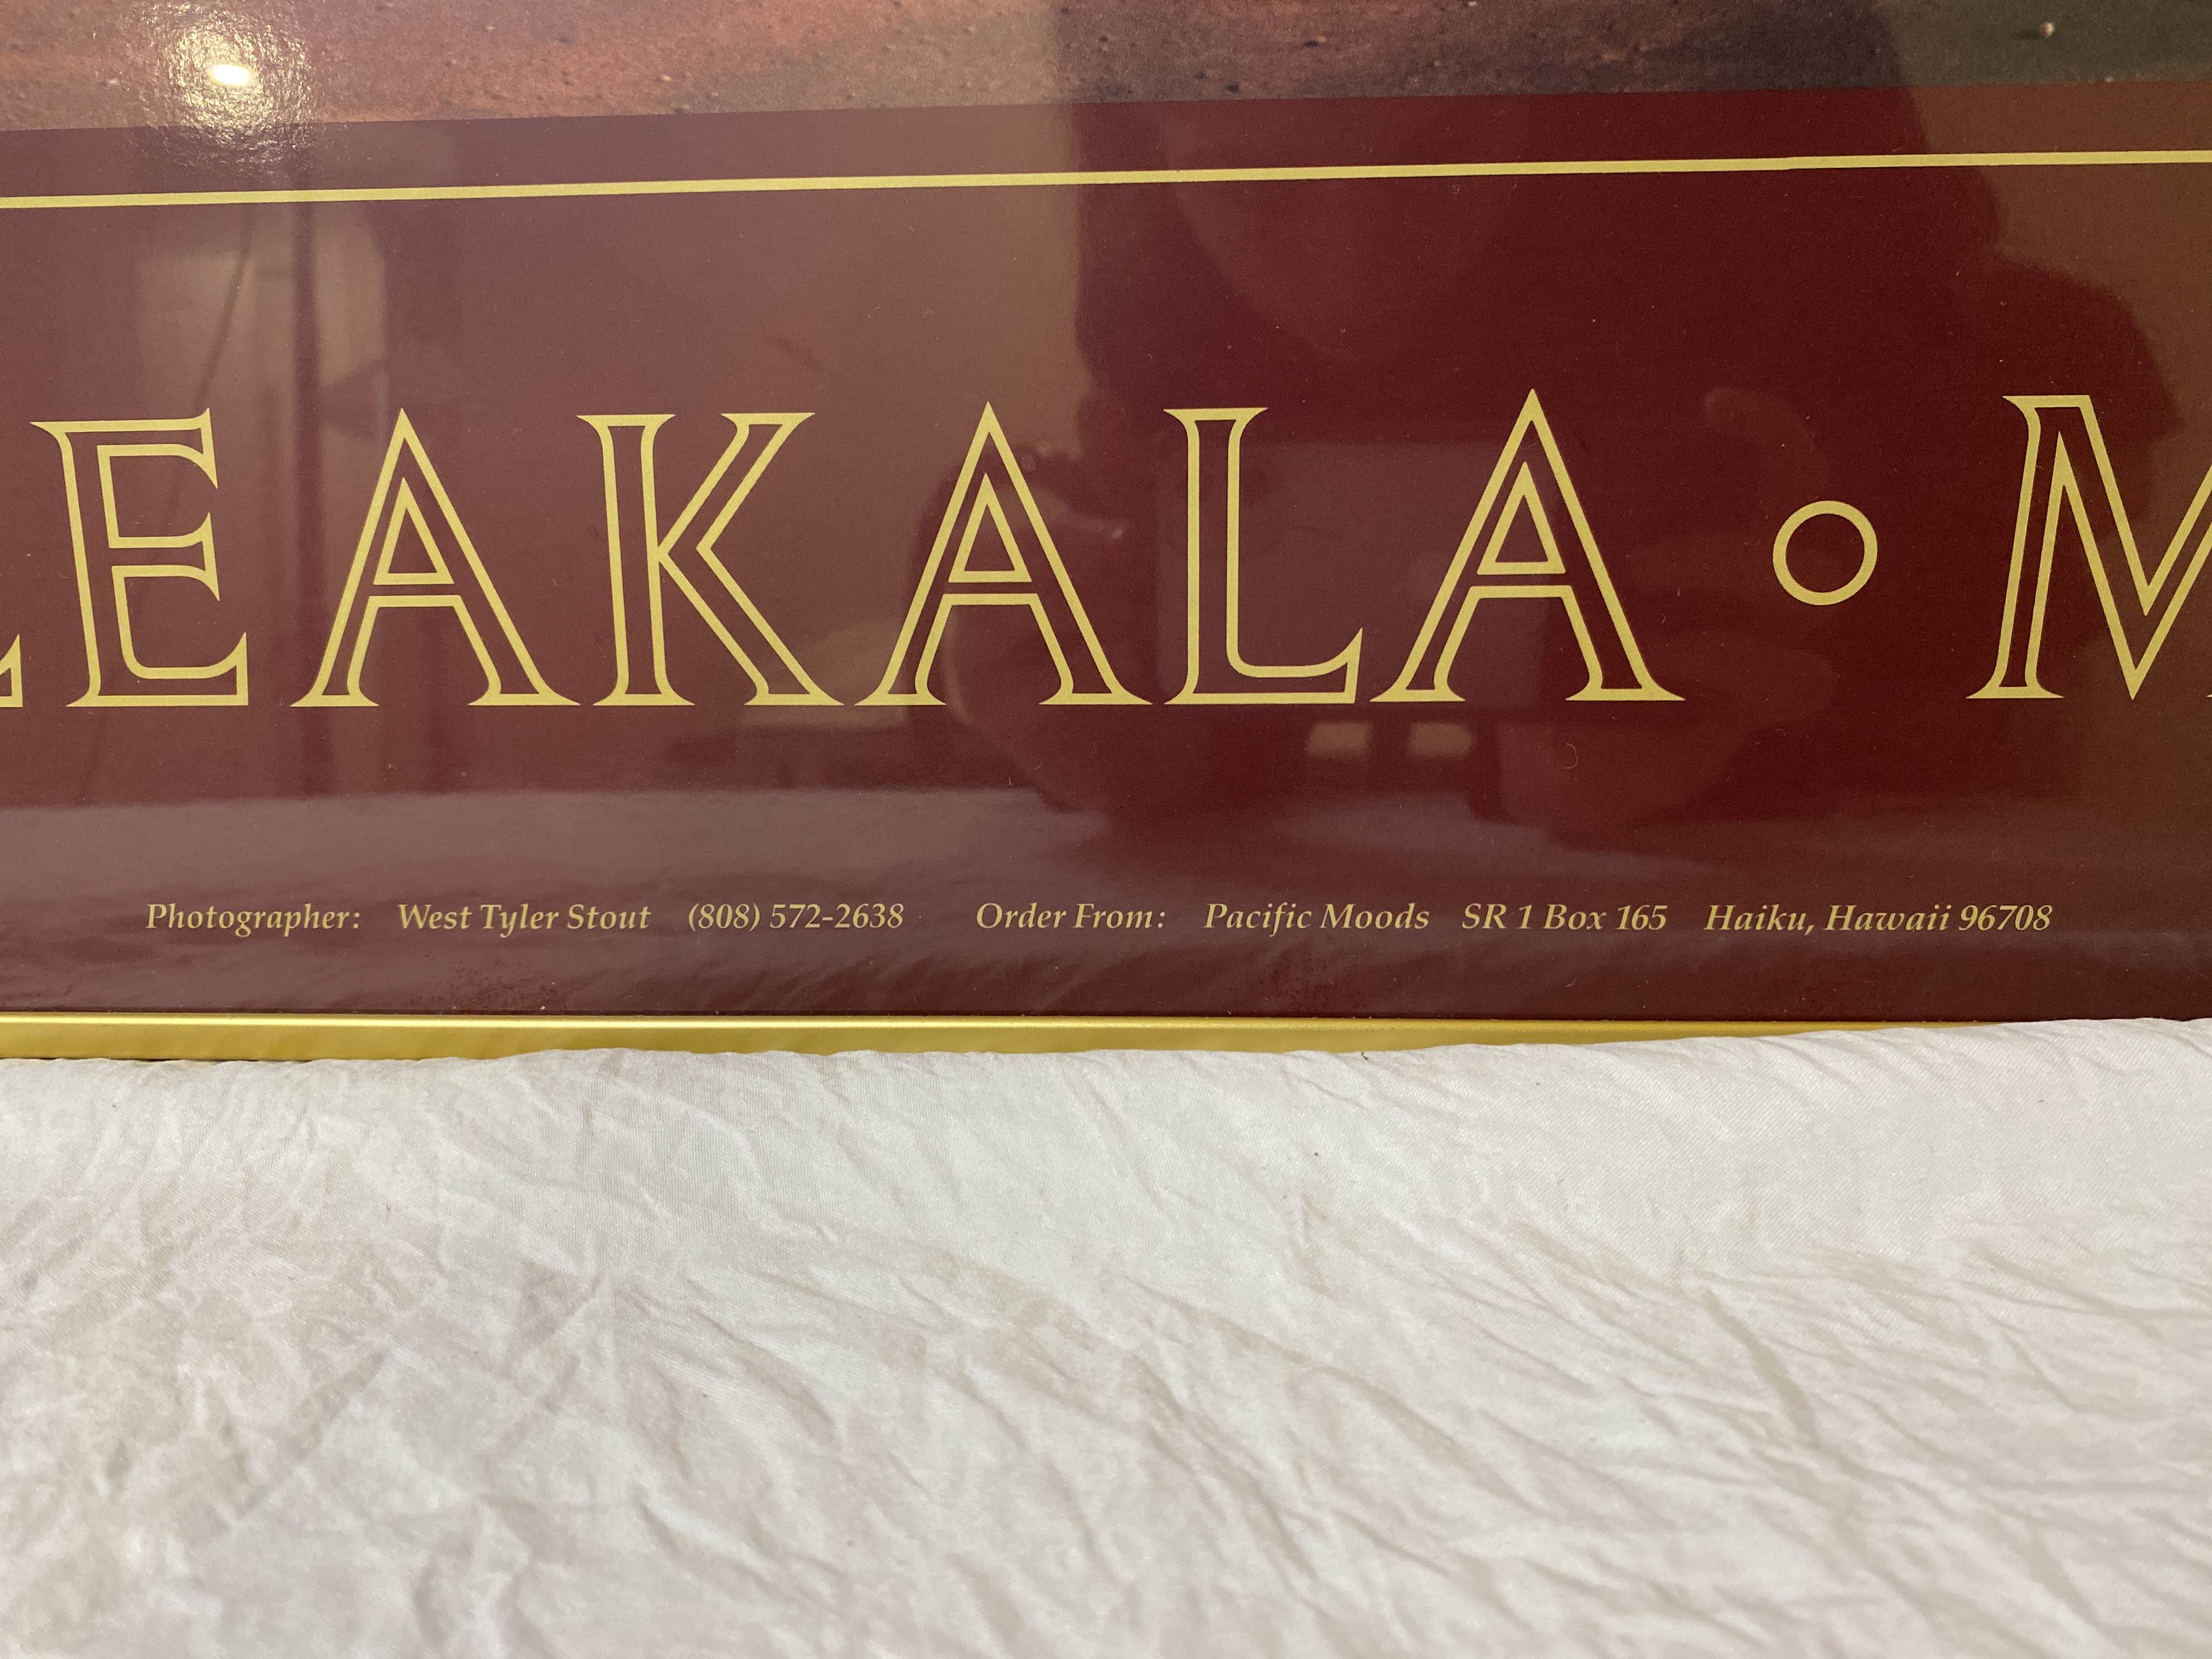 LEAKALA ∘ M
Photographer: West Tyler Stout (808) 572-2638 Order From: Pacific Moods SR 1 Box 165 Haiku, Hawaii 96708